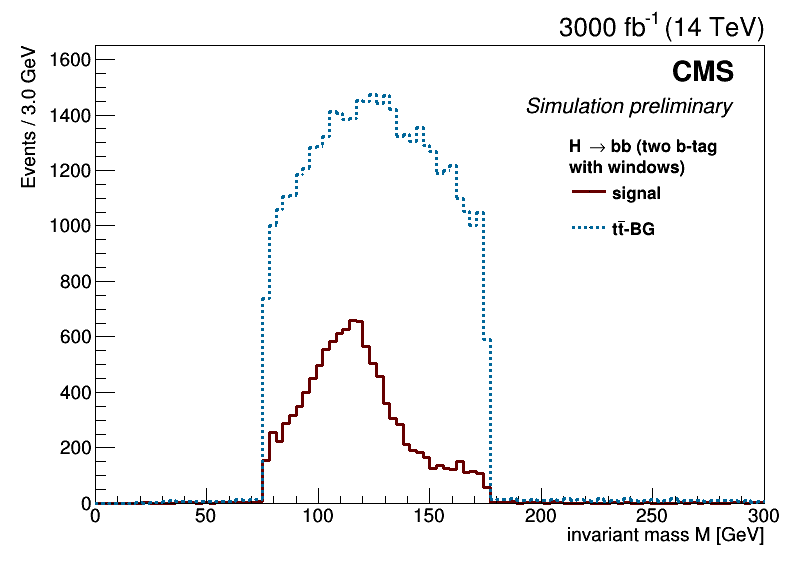 3000 fb⁻¹ (14 TeV)
Events / 3.0 GeV
1600
1400
1200
1000
800
600
400
200
0
CMS
Simulation preliminary
H → bb (two b-tag
with windows)
signal
tt̄-BG
0 50 100 150 200 250 300
invariant mass M [GeV]